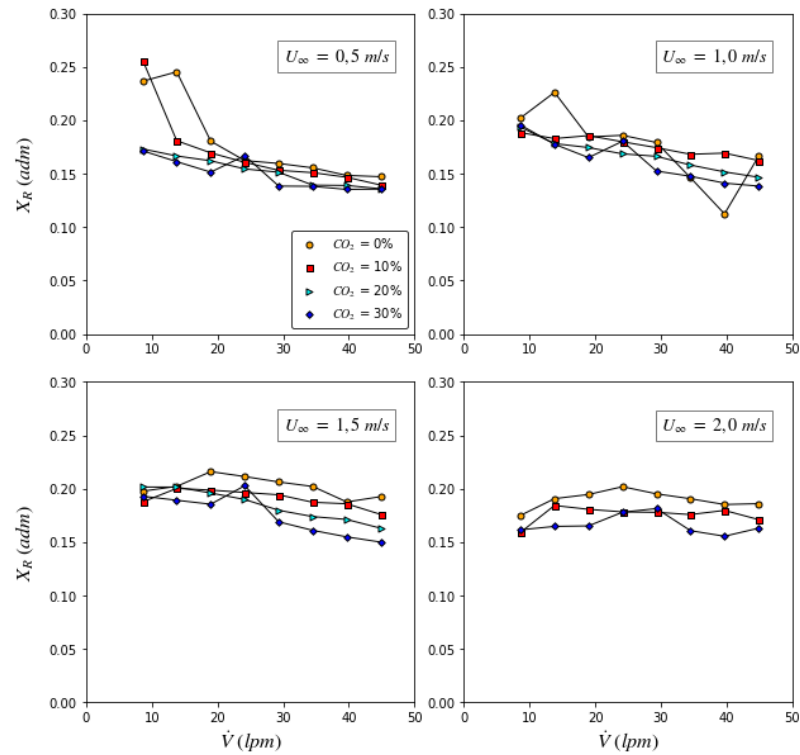 0.30
0.25
0.20
0.15
0.10
0.05
0.00
X_R (adm)
U_∞ = 0,5 m/s
CO₂ = 0%
CO₂ = 10%
CO₂ = 20%
CO₂ = 30%
0 10 20 30 40 50
0.30
0.25
0.20
0.15
0.10
0.05
0.00
U_∞ = 1,0 m/s
0 10 20 30 40 50
0.30
0.25
0.20
0.15
0.10
0.05
0.00
X_R (adm)
U_∞ = 1,5 m/s
0 10 20 30 40 50
V̇ (lpm)
0.30
0.25
0.20
0.15
0.10
0.05
0.00
U_∞ = 2,0 m/s
0 10 20 30 40 50
V̇ (lpm)